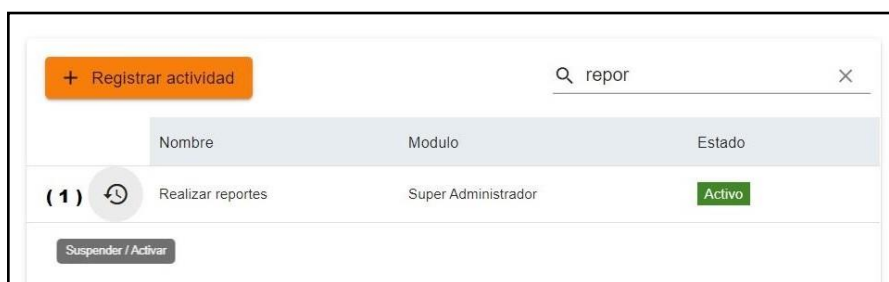 + Registrar actividad
repor
Nombre Modulo Estado
(1) Realizar reportes Super Administrador Activo
Suspender / Activar